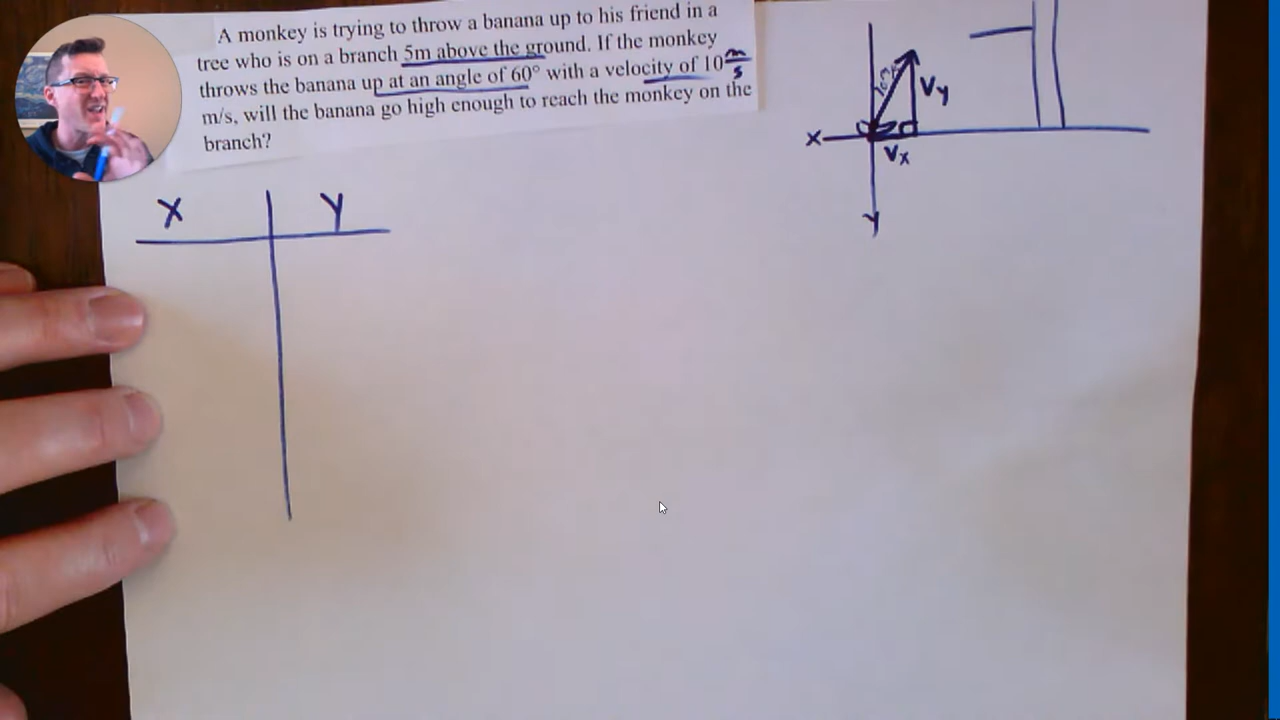 A monkey is trying to throw a banana up to his friend in a
tree who is on a branch 5m above the ground. If the monkey
throws the banana up at an angle of 60° with a velocity of 10 m/s
m/s, will the banana go high enough to reach the monkey on the
branch?
Vy
X
Vx
Y
X Y